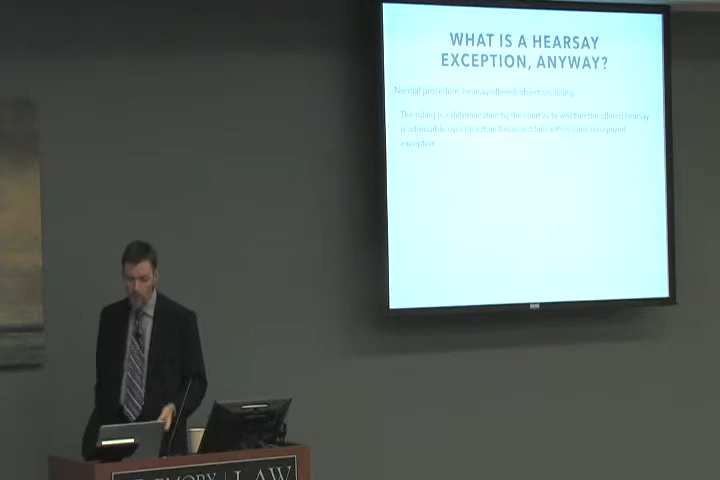 WHAT IS A HEARSAY
EXCEPTION, ANYWAY?
Normal procedure: hearsay offered; objection; ruling.
The ruling is a determination by the court as to whether the offered hearsay
is admissible over objection because it falls within some recognized
exception.
EMORY | LAW